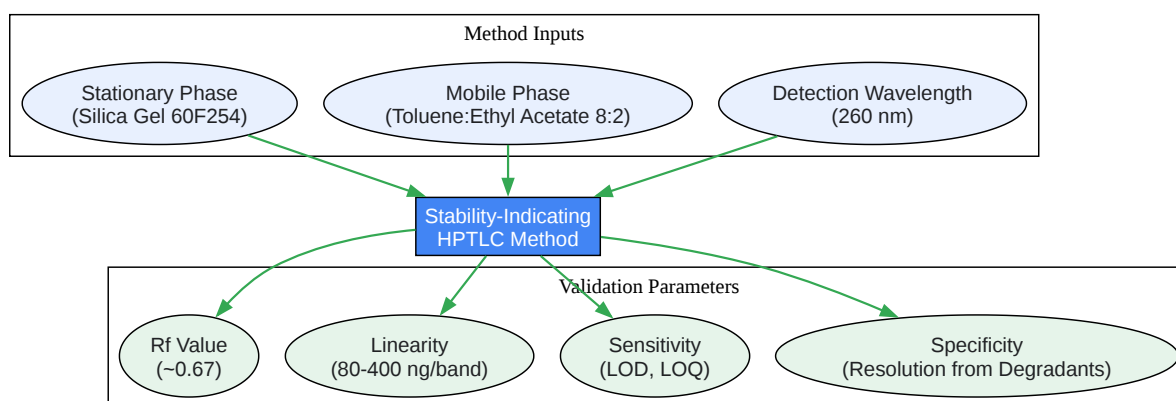 Method Inputs
Stationary Phase
(Silica Gel 60F254)
Mobile Phase
(Toluene:Ethyl Acetate 8:2)
Detection Wavelength
(260 nm)
Stability-Indicating
HPTLC Method
Validation Parameters
Rf Value
(~0.67)
Linearity
(80-400 ng/band)
Sensitivity
(LOD, LOQ)
Specificity
(Resolution from Degradants)